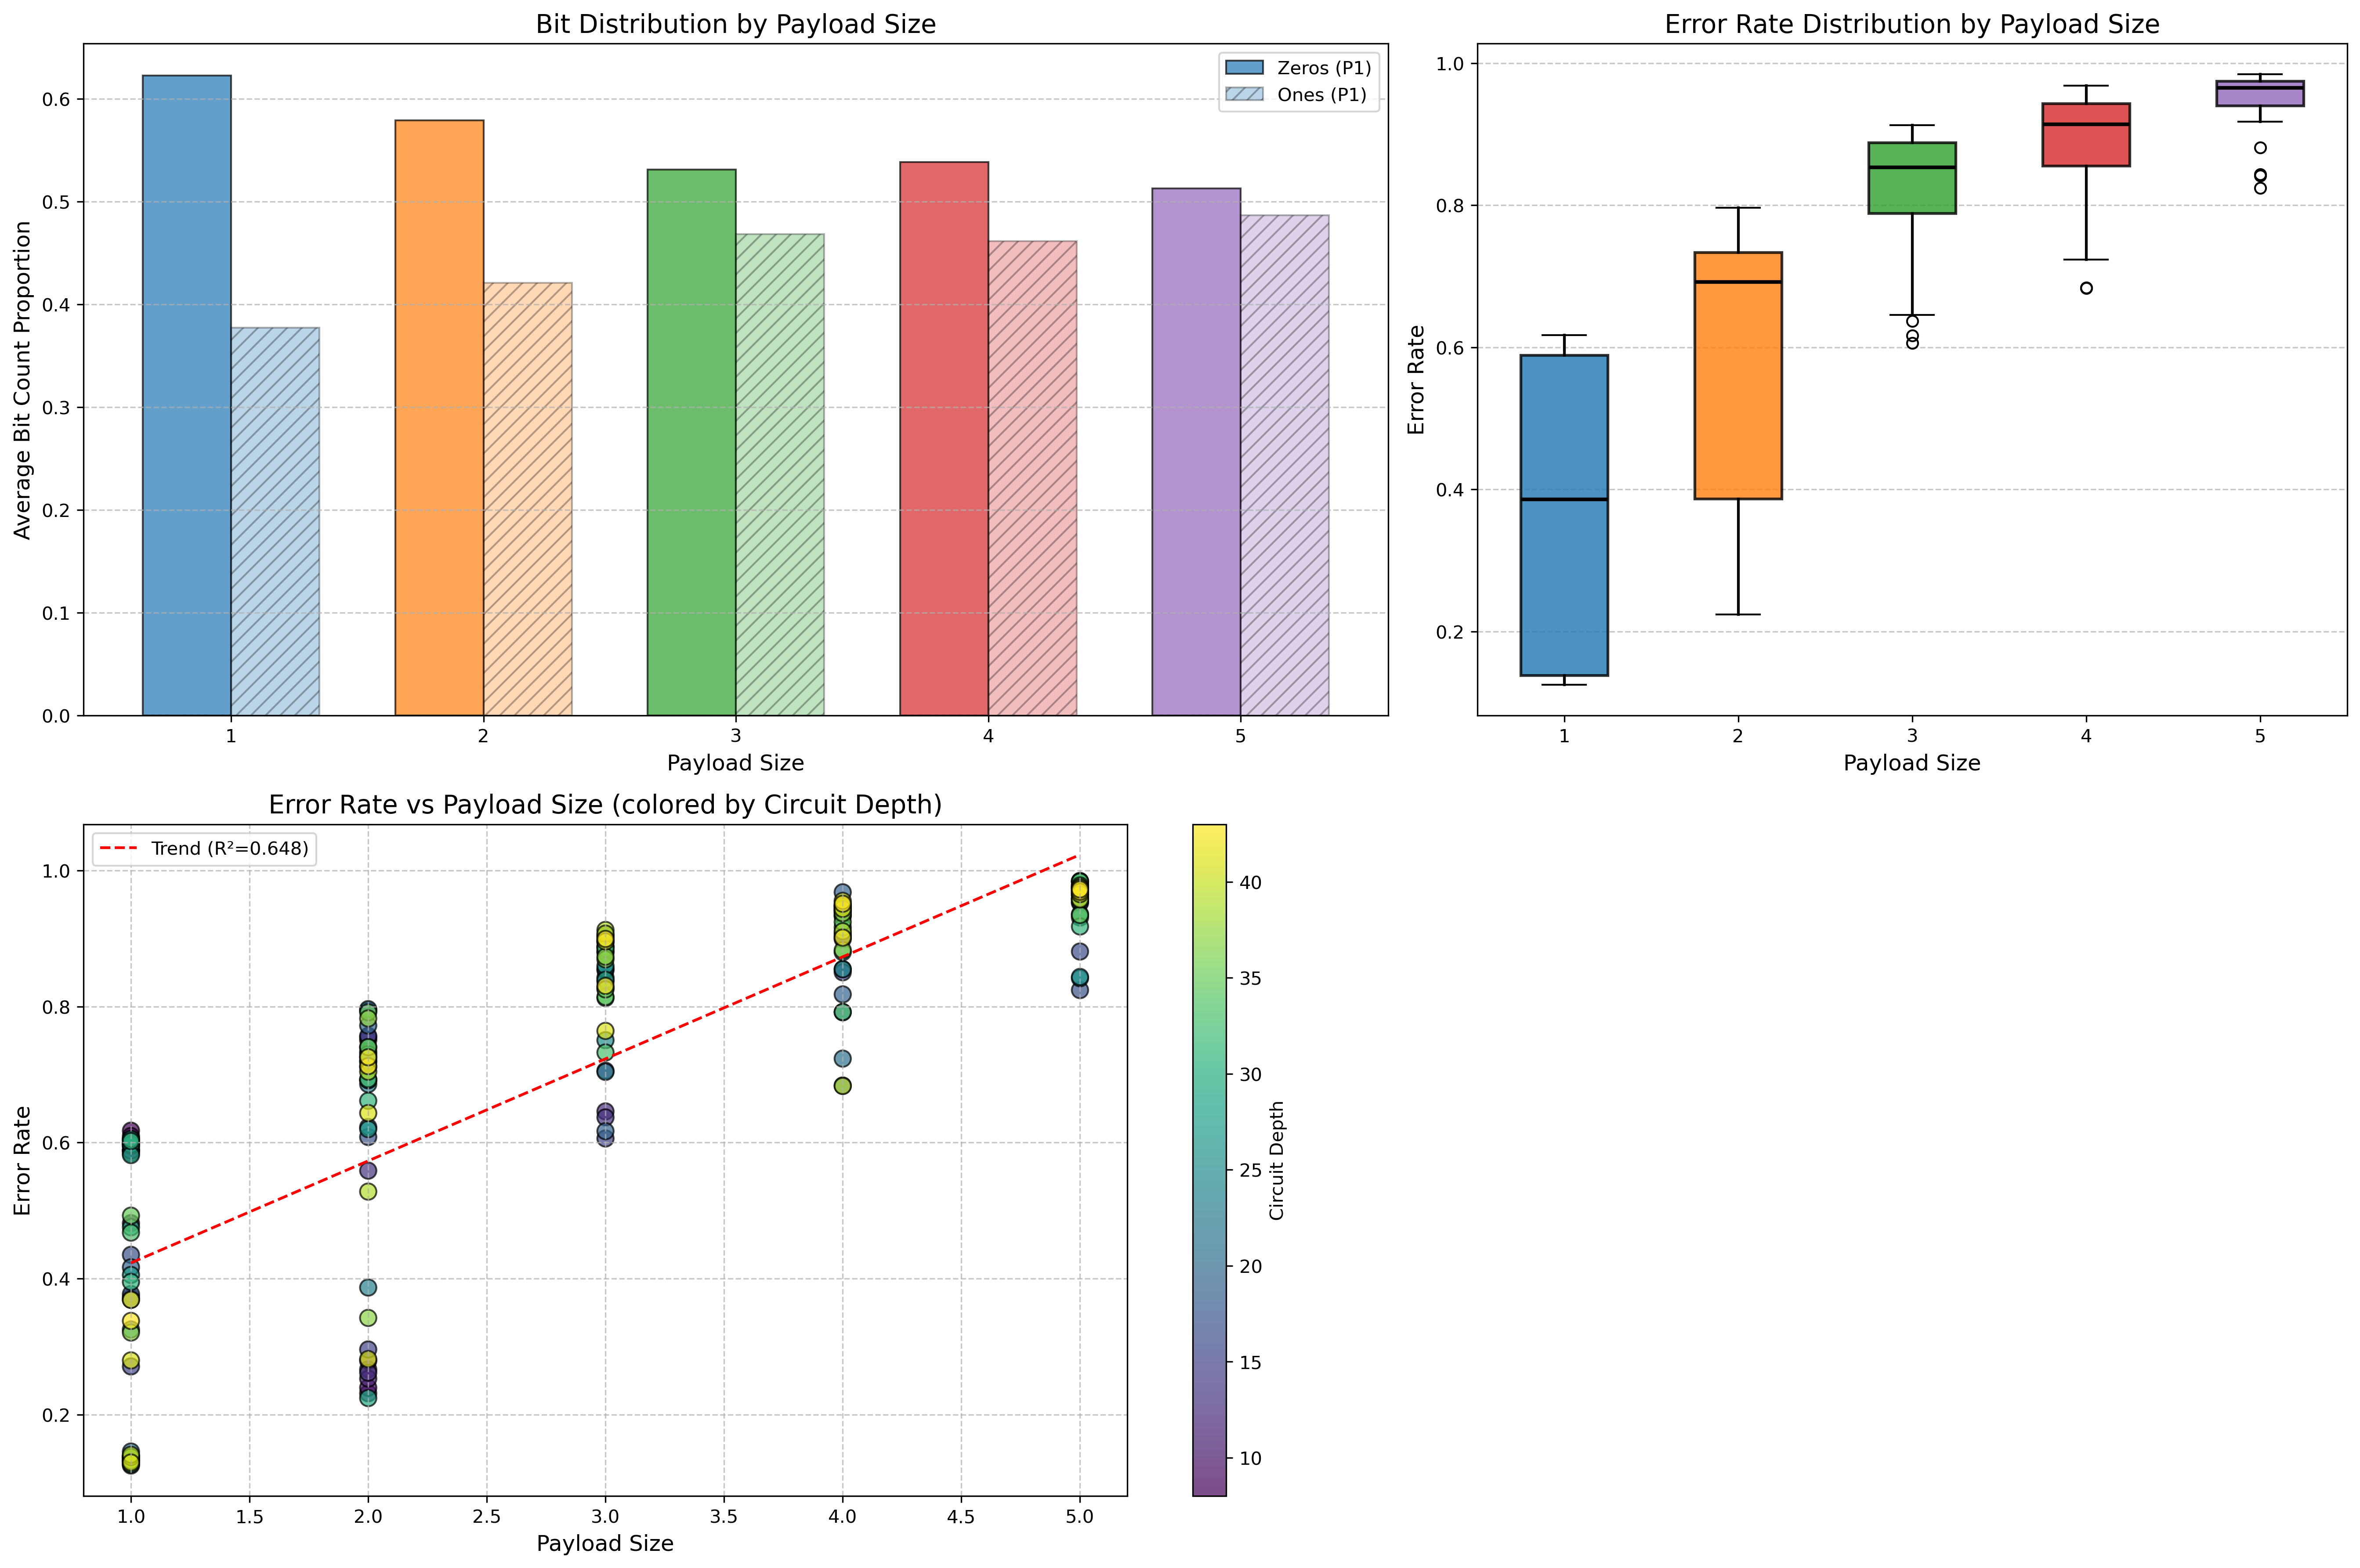 Bit Distribution by Payload Size
Zeros (P1)
Ones (P1)
Average Bit Count Proportion
0.6
0.5
0.4
0.3
0.2
0.1
0.0
1 2 3 4 5
Payload Size
Error Rate Distribution by Payload Size
Error Rate
1.0
0.8
0.6
0.4
0.2
1 2 3 4 5
Payload Size
Error Rate vs Payload Size (colored by Circuit Depth)
Trend (R²=0.648)
Error Rate
1.0
0.8
0.6
0.4
0.2
1.0 1.5 2.0 2.5 3.0 3.5 4.0 4.5 5.0
Payload Size
40
35
30
25
20
15
10
Circuit Depth